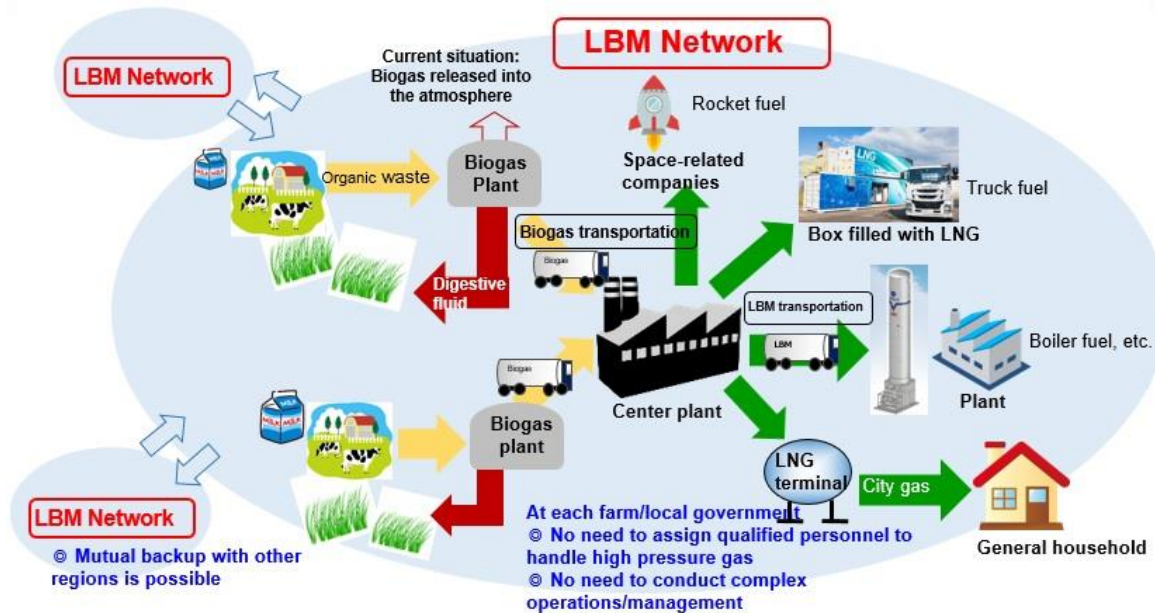 LBM Network
LBM Network
Current situation:
Biogas released into
the atmosphere
Rocket fuel
Space-related
companies
LNG
Truck fuel
Box filled with LNG
MILK
Organic waste
Biogas
Plant
Biogas transportation
Biogas
Digestive
fluid
LBM transportation
LBM
Boiler fuel, etc.
Plant
Center plant
Biogas
MILK
MILK
Biogas
plant
LNG
terminal
City gas
General household
LBM Network
◎ Mutual backup with other
regions is possible
At each farm/local government
◎ No need to assign qualified personnel to
handle high pressure gas
◎ No need to conduct complex
operations/management